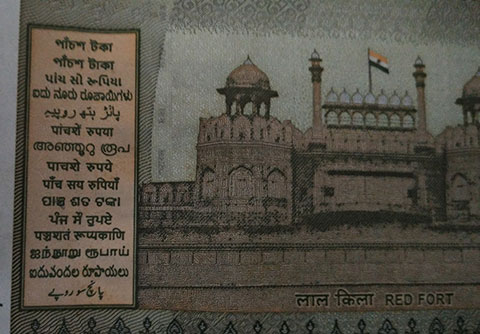 পাঁচশ টকা
পাঁচশ টাকা
પાંચ સો રૂપિયા
ಐದು ನೂರು ರೂಪಾಯಿಗಳು
पांचशे रुपया
അഞ്ഞൂറു രൂപ
पाचशे रुपये
पाँच सय रुपियाँ
ପାଞ୍ଚ ଶତ ଟଙ୍କା
ਪੰਜ ਸੌ ਰੁਪਏ
पञ्चशतं रूप्यकाणि
ஐந்நூறு ரூபாய்
ఐదువందల రూపాయలు
پانچ سو روپے
लाल किला RED FORT